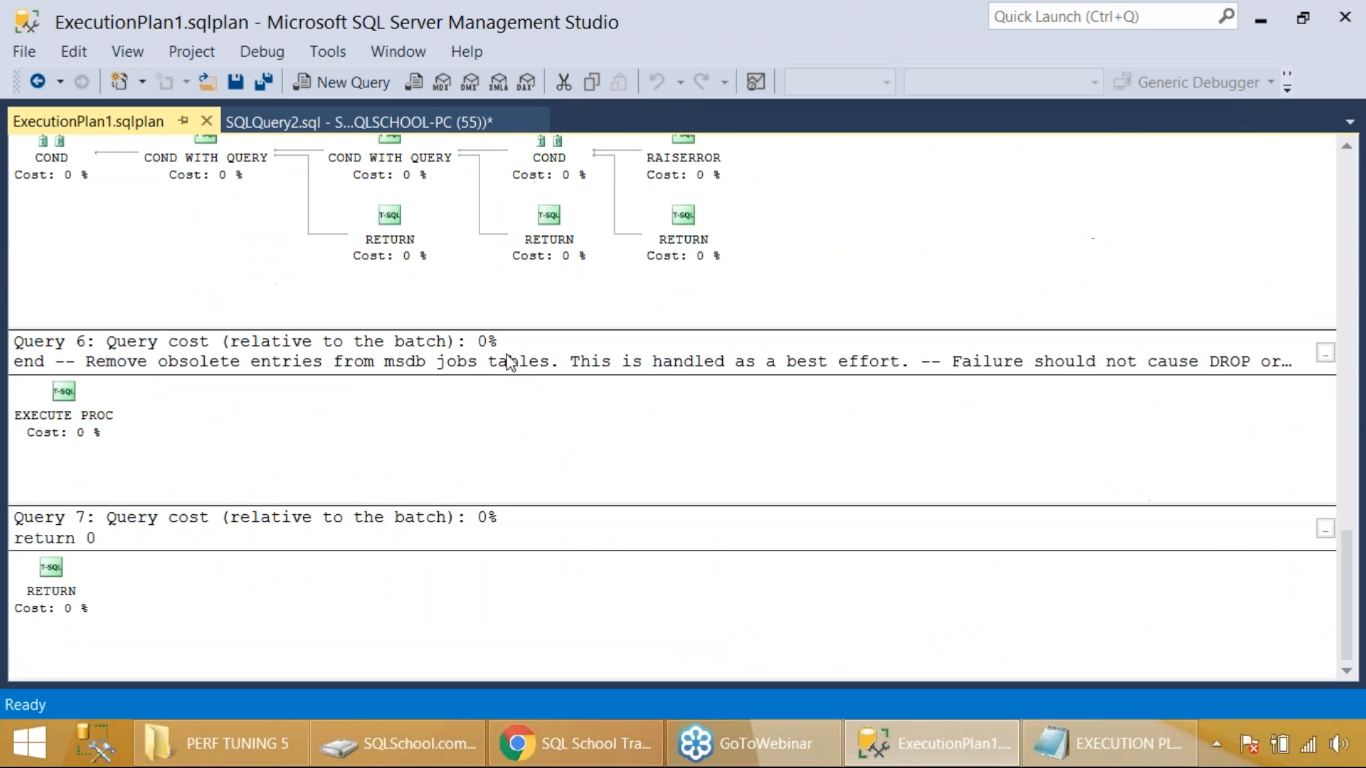 ExecutionPlan1.sqlplan - Microsoft SQL Server Management Studio
Quick Launch (Ctrl+Q)
File Edit View Project Debug Tools Window Help
New Query MDX DMX XMLA DAX Generic Debugger
ExecutionPlan1.sqlplan SQLQuery2.sql - S...QLSCHOOL-PC (55))*
COND COND WITH QUERY COND WITH QUERY COND RAISERROR
Cost: 0 % Cost: 0 % Cost: 0 % Cost: 0 % Cost: 0 %
T-SQL T-SQL T-SQL
RETURN RETURN RETURN
Cost: 0 % Cost: 0 % Cost: 0 %
Query 6: Query cost (relative to the batch): 0%
end -- Remove obsolete entries from msdb jobs tables. This is handled as a best effort. -- Failure should not cause DROP or...
...
T-SQL
EXECUTE PROC
Cost: 0 %
Query 7: Query cost (relative to the batch): 0%
return 0
...
T-SQL
RETURN
Cost: 0 %
Ready
PERF TUNING 5 SQLSchool.com... SQL School Tra... GoToWebinar ExecutionPlan1.... EXECUTION PL...